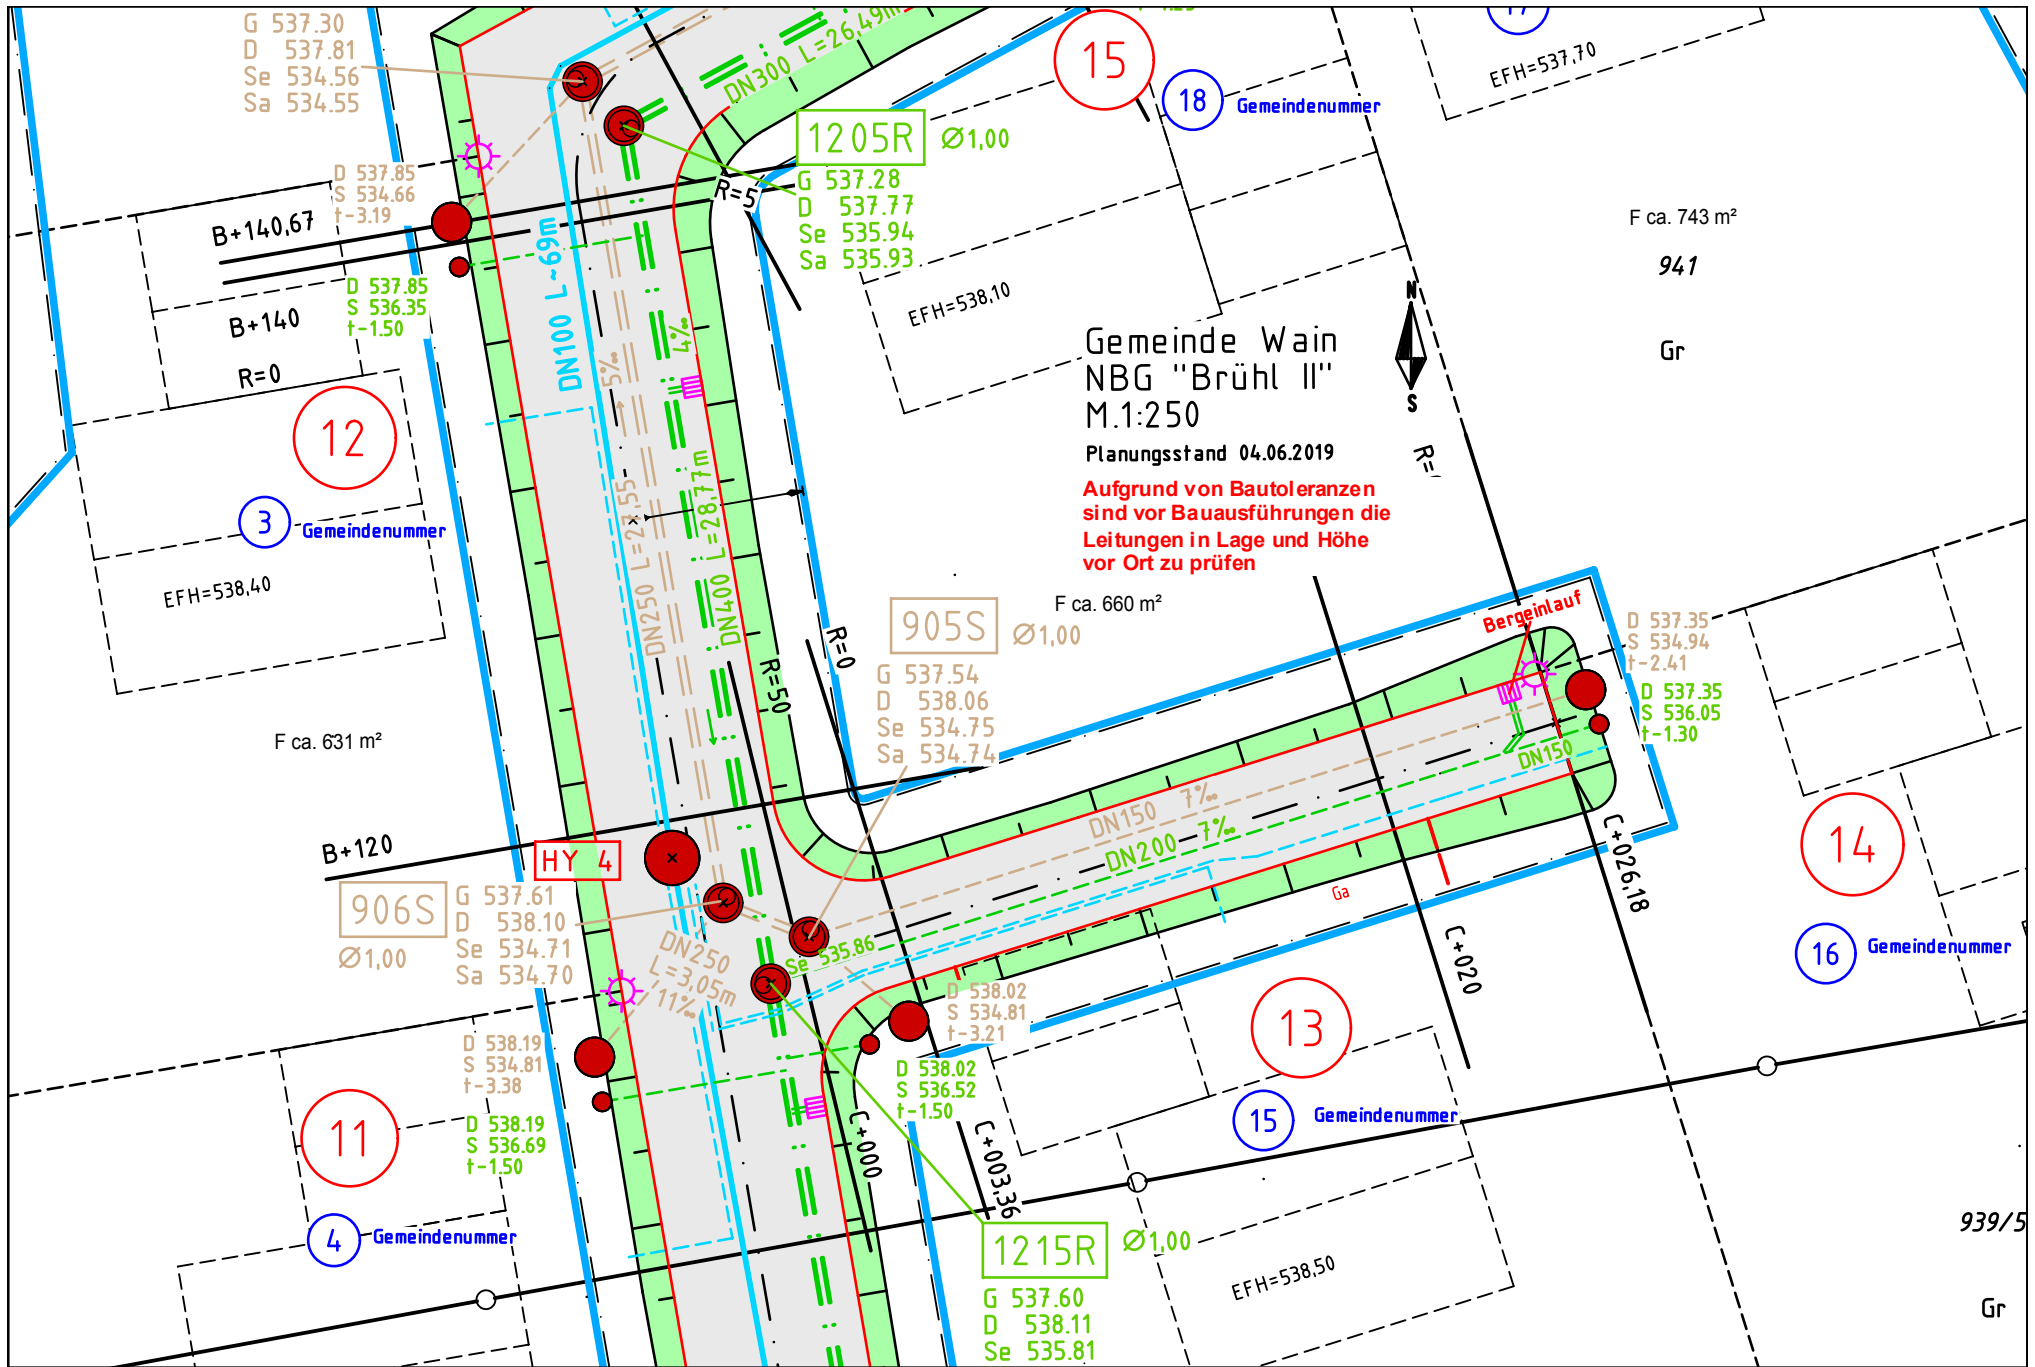 G 537.30
D 537.81
Se 534.56
Sa 534.55
DN300 L=26,49m
15
18 Gemeindenummer
EFH=537,70
1205R Ø1,00
G 537.28
D 537.77
Se 535.94
Sa 535.93
R=5
D 537.85
S 534.66
t-3.19
B+140,67
D 537.85
S 536.35
t-1.50
B+140
R=0
DN100 L~69m
5‰
4‰
EFH=538,10
F ca. 743 m²
941
Gr
N
S
Gemeinde Wain
NBG "Brühl II"
M.1:250
Planungsstand 04.06.2019
Aufgrund von Bautoleranzen
sind vor Bauausführungen die
Leitungen in Lage und Höhe
vor Ort zu prüfen
12
3 Gemeindenummer
EFH=538,40
DN400 L=28,77m
F ca. 660 m²
905S Ø1,00
G 537.54
D 538.06
Se 534.75
Sa 534.74
R=0
R=50
Bergeinlauf
D 537.35
S 534.94
t-2.41
D 537.35
S 536.05
t-1.30
DN150
F ca. 631 m²
DN150 7‰
DN200 7‰
B+120
HY 4
906S
Ø1,00
G 537.61
D 538.10
Se 534.71
Sa 534.70
DN250
L=3,05m
11‰
Se 535.86
Ga
C+026,18
C+020
14
16 Gemeindenummer
D 538.02
S 534.81
t-3.21
D 538.02
S 536.52
t-1.50
13
15 Gemeindenummer
D 538.19
S 534.81
t-3.38
D 538.19
S 536.69
t-1.50
11
4 Gemeindenummer
C+000
C+003,36
1215R Ø1,00
G 537.60
D 538.11
Se 535.81
EFH=538,50
939/5
Gr